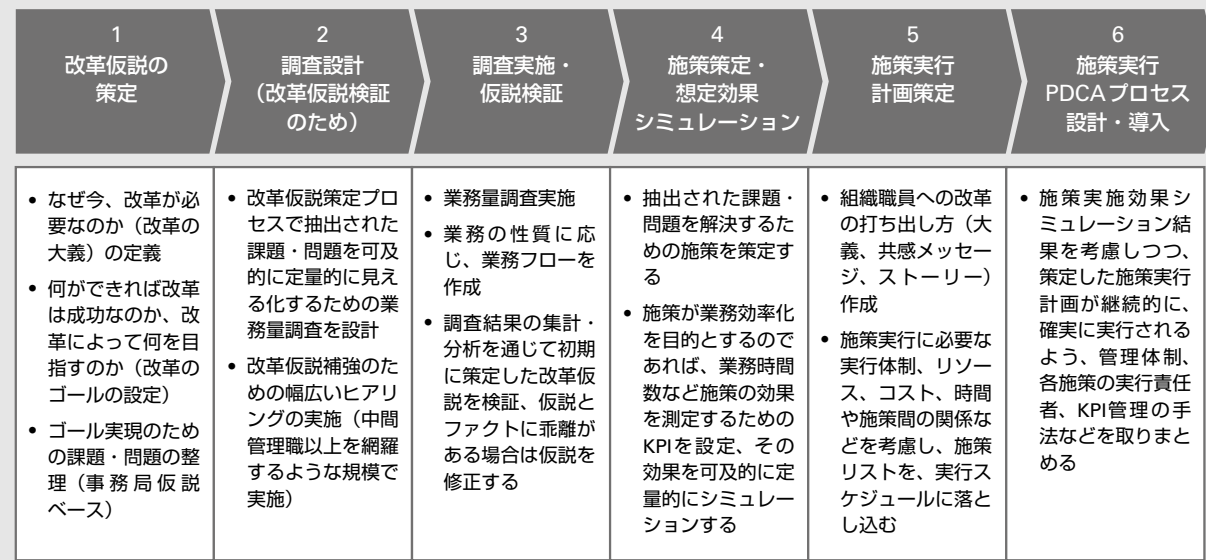 1
改革仮説の
策定
2
調査設計
（改革仮説検証
のため）
3
調査実施・
仮説検証
4
施策策定・
想定効果
シミュレーション
5
施策実行
計画策定
6
施策実行
PDCAプロセス
設計・導入
• なぜ今、改革が必
要なのか（改革の
大義）の定義
• 何ができれば改革
は成功なのか、改
革によって何を目
指すのか（改革の
ゴールの設定）
• ゴール実現のため
の課題・問題の整
理（事務局仮説
ベース）
• 改革仮説策定プロ
セスで抽出された
課題・問題を可及
的に定量的に見え
る化するための業
務量調査を設計
• 改革仮説補強のた
めの幅広いヒアリ
ングの実施（中間
管理職以上を網羅
するような規模で
実施）
• 業務量調査実施
• 業務の性質に応
じ、業務フローを
作成
• 調査結果の集計・
分析を通じて初期
に策定した改革仮
説を検証、仮説と
ファクトに乖離が
ある場合は仮説を
修正する
• 抽出された課題・
問題を解決するた
めの施策を策定す
る
• 施策が業務効率化
を目的とするので
あれば、業務時間
数など施策の効果
を測定するための
KPIを設定、その
効果を可及的に定
量的にシミュレー
ションする
• 組織職員への改革
の打ち出し方（大
義、共感メッセー
ジ、ストーリー）
作成
• 施策実行に必要な
実行体制、リソー
ス、コスト、時間
や施策間の関係な
どを考慮し、施策
リストを、実行ス
ケジュールに落と
し込む
• 施策実施効果シ
ミュレーション結
果を考慮しつつ、
策定した施策実行
計画が継続的に、
確実に実行される
よう、管理体制、
各施策の実行責任
者、KPI管理の手
法などを取りまと
める